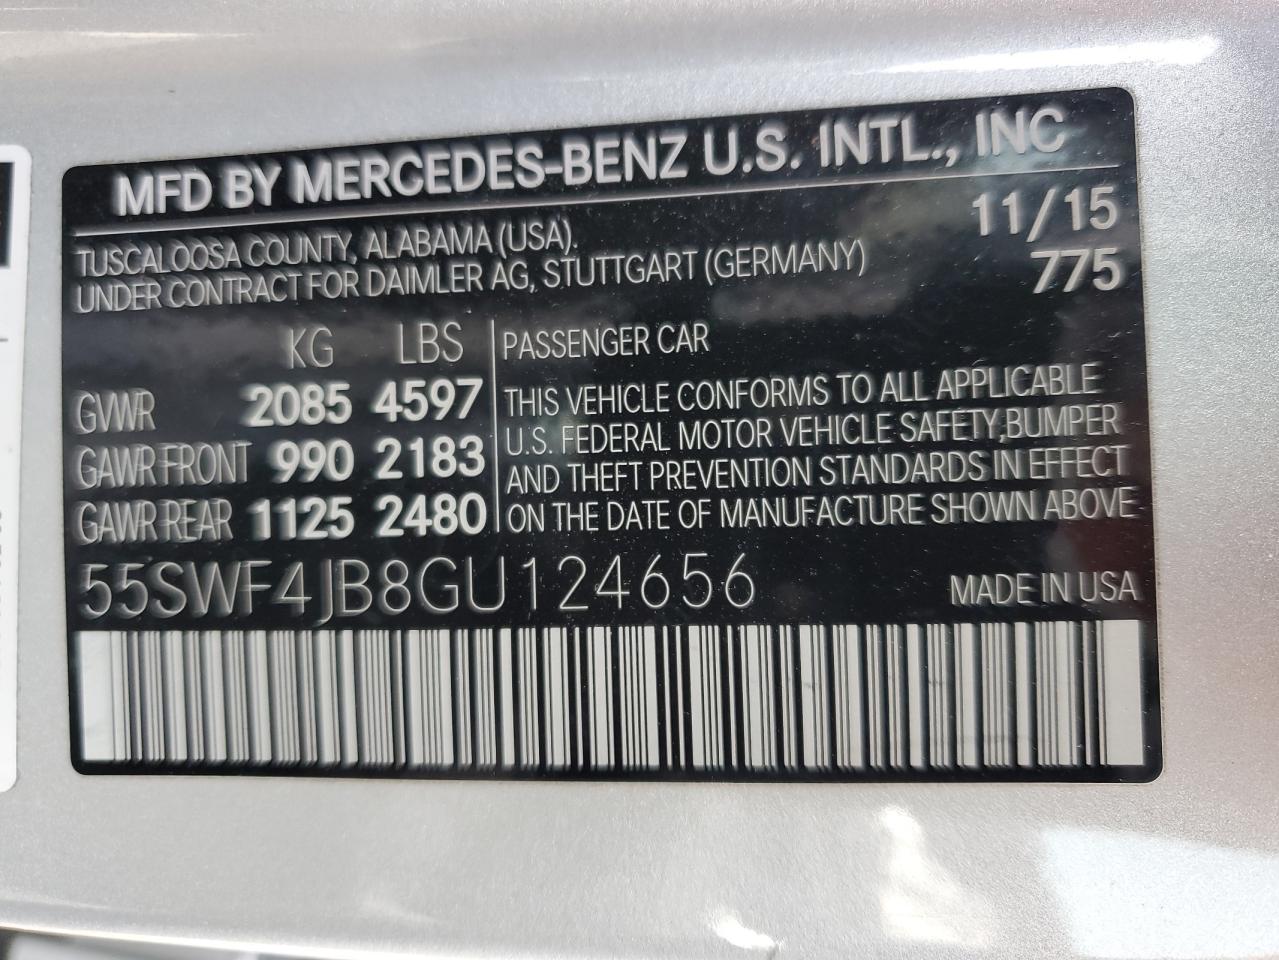 MFD BY MERCEDES-BENZ U.S. INTL., INC
TUSCALOOSA COUNTY, ALABAMA (USA).
11/15
UNDER CONTRACT FOR DAIMLER AG, STUTTGART (GERMANY)
775
KG LBS
GVWR 2085 4597
GAWR FRONT 990 2183
GAWR REAR 1125 2480
PASSENGER CAR
THIS VEHICLE CONFORMS TO ALL APPLICABLE
U.S. FEDERAL MOTOR VEHICLE SAFETY,BUMPER
AND THEFT PREVENTION STANDARDS IN EFFECT
ON THE DATE OF MANUFACTURE SHOWN ABOVE
55SWF4JB8GU124656
MADE IN USA